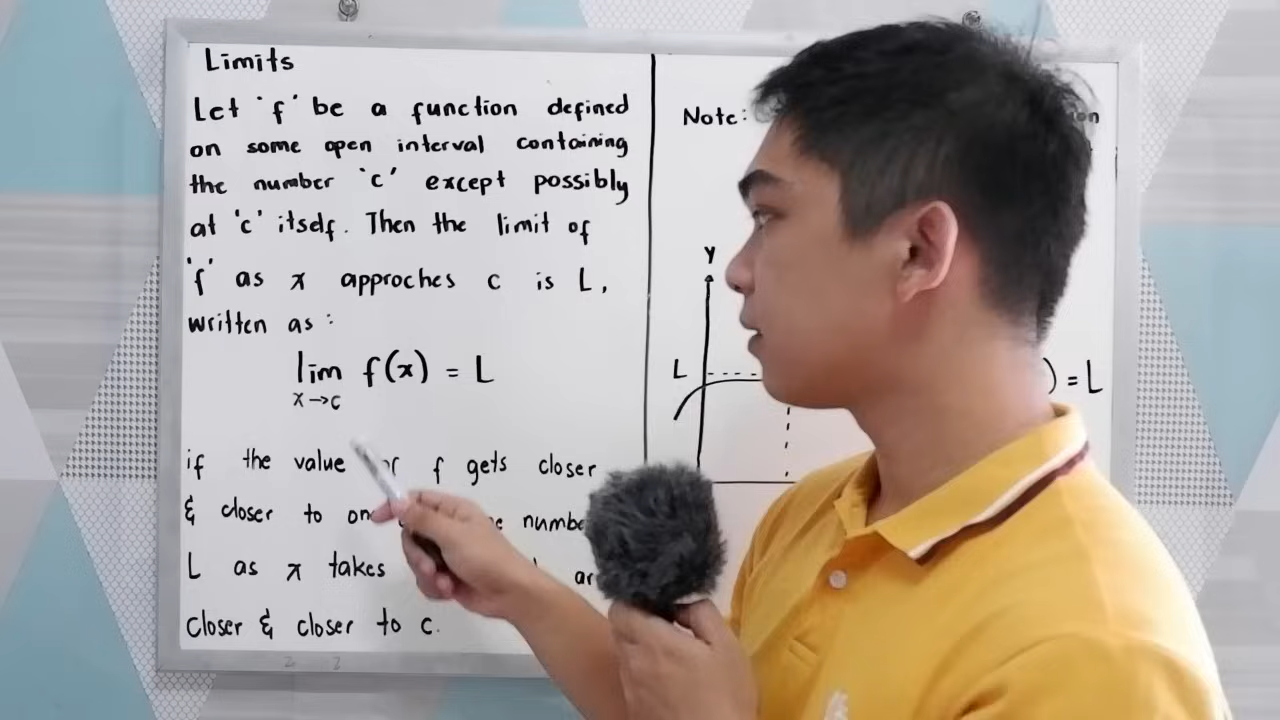 Limits
Let 'f' be a function defined
on some open interval containing
the number 'c' except possibly
at 'c' itself. Then the limit of
'f' as x approches c is L,
written as:
lim f(x) = L
x→c
if the value f gets closer
& closer to
L as x takes
closer & closer to c.
Note:
Y
L
) = L